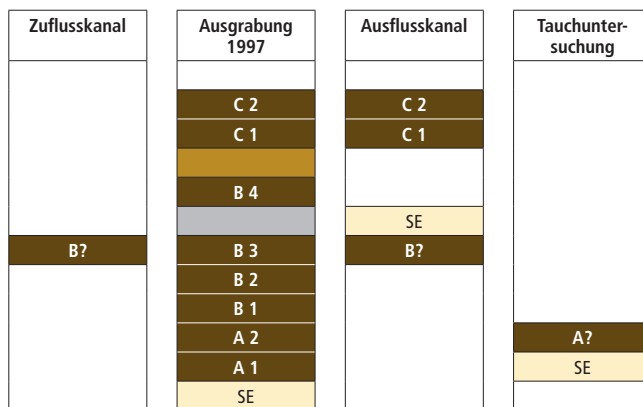 Zuflusskanal
Ausgrabung
1997
Ausflusskanal
Tauchunter-
suchung
C 2
C 2
C 1
C 1
B 4
SE
B?
B 3
B?
B 2
B 1
A 2
A?
A 1
SE
SE